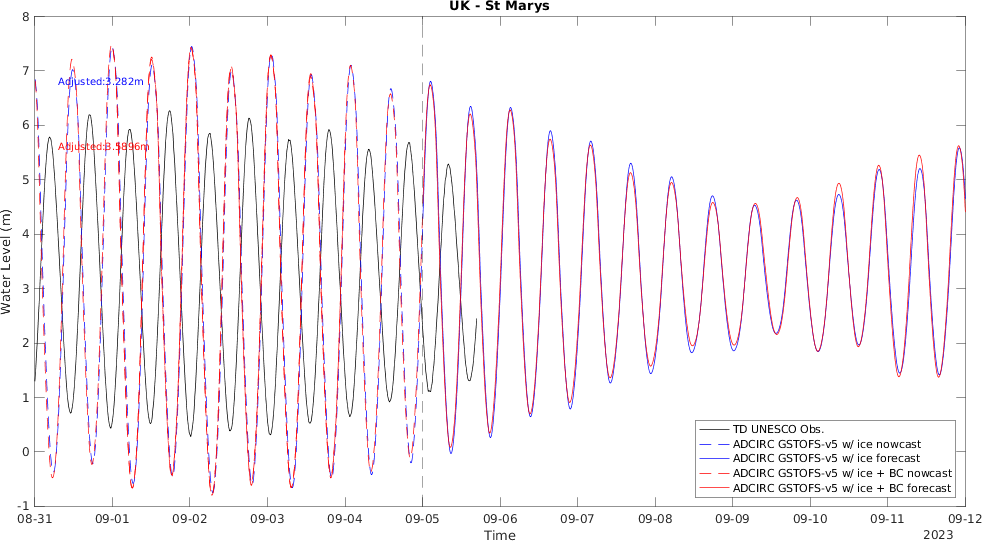 UK - St Marys
8
7
6
5
4
3
2
1
0
-1
Water Level (m)
Adjusted:3.282m
Adjusted:3.5896m
TD UNESCO Obs.
ADCIRC GSTOFS-v5 w/ ice nowcast
ADCIRC GSTOFS-v5 w/ ice forecast
ADCIRC GSTOFS-v5 w/ ice + BC nowcast
ADCIRC GSTOFS-v5 w/ ice + BC forecast
08-31 09-01 09-02 09-03 09-04 09-05 09-06 09-07 09-08 09-09 09-10 09-11 09-12
Time
2023